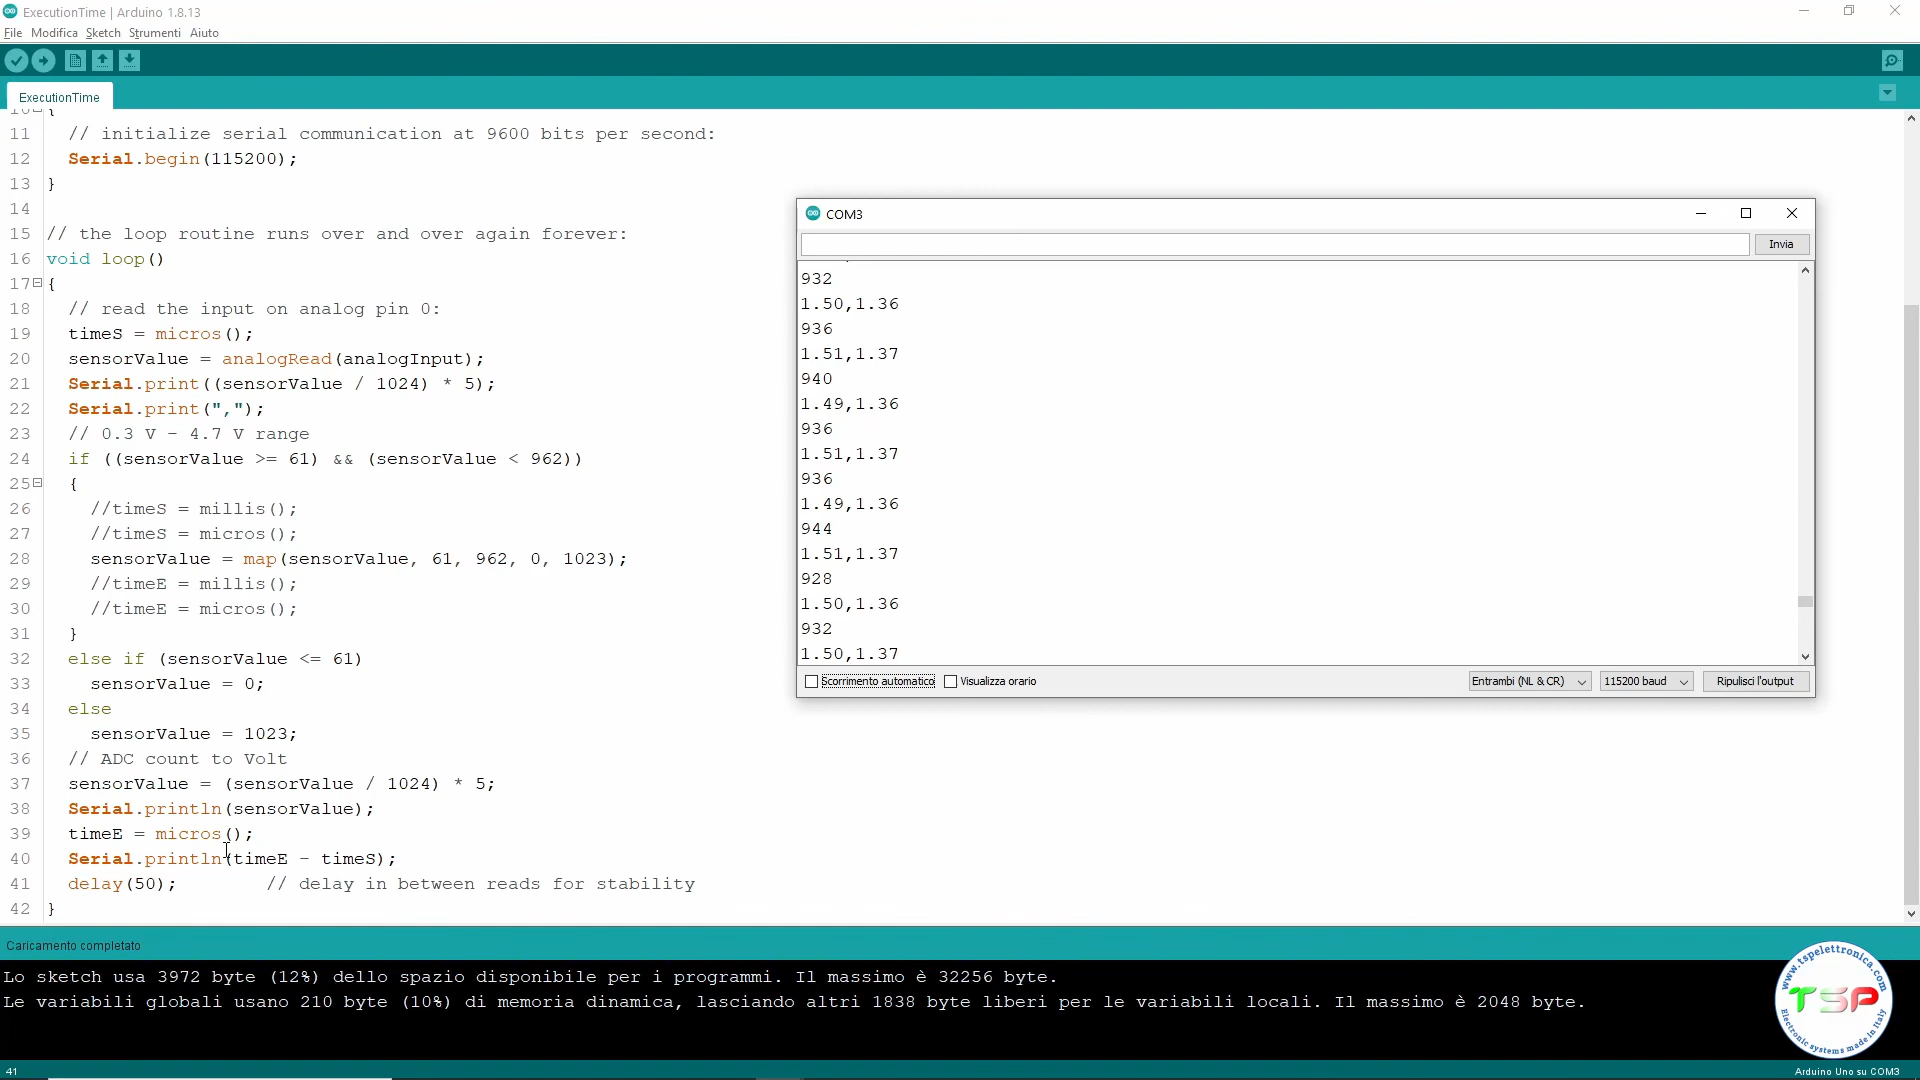 ExecutionTime | Arduino 1.8.13
File Modifica Sketch Strumenti Aiuto
ExecutionTime
10 {
11 // initialize serial communication at 9600 bits per second:
12 Serial.begin(115200);
13 }
14
15 // the loop routine runs over and over again forever:
16 void loop()
17 {
18 // read the input on analog pin 0:
19 timeS = micros();
20 sensorValue = analogRead(analogInput);
21 Serial.print((sensorValue / 1024) * 5);
22 Serial.print(",");
23 // 0.3 V - 4.7 V range
24 if ((sensorValue >= 61) && (sensorValue < 962))
25 {
26 //timeS = millis();
27 //timeS = micros();
28 sensorValue = map(sensorValue, 61, 962, 0, 1023);
29 //timeE = millis();
30 //timeE = micros();
31 }
32 else if (sensorValue <= 61)
33 sensorValue = 0;
34 else
35 sensorValue = 1023;
36 // ADC count to Volt
37 sensorValue = (sensorValue / 1024) * 5;
38 Serial.println(sensorValue);
39 timeE = micros();
40 Serial.println(timeE - timeS);
41 delay(50); // delay in between reads for stability
42 }
COM3
Invia
932
1.50,1.36
936
1.51,1.37
940
1.49,1.36
936
1.51,1.37
936
1.49,1.36
944
1.51,1.37
928
1.50,1.36
932
1.50,1.37
Scorrimento automatico Visualizza orario Entrambi (NL & CR) 115200 baud Ripulisci l'output
Caricamento completato
Lo sketch usa 3972 byte (12%) dello spazio disponibile per i programmi. Il massimo è 32256 byte.
Le variabili globali usano 210 byte (10%) di memoria dinamica, lasciando altri 1838 byte liberi per le variabili locali. Il massimo è 2048 byte.
www.tspelettronica.com
TSP
Electronic systems made in Italy
41
Arduino Uno su COM3